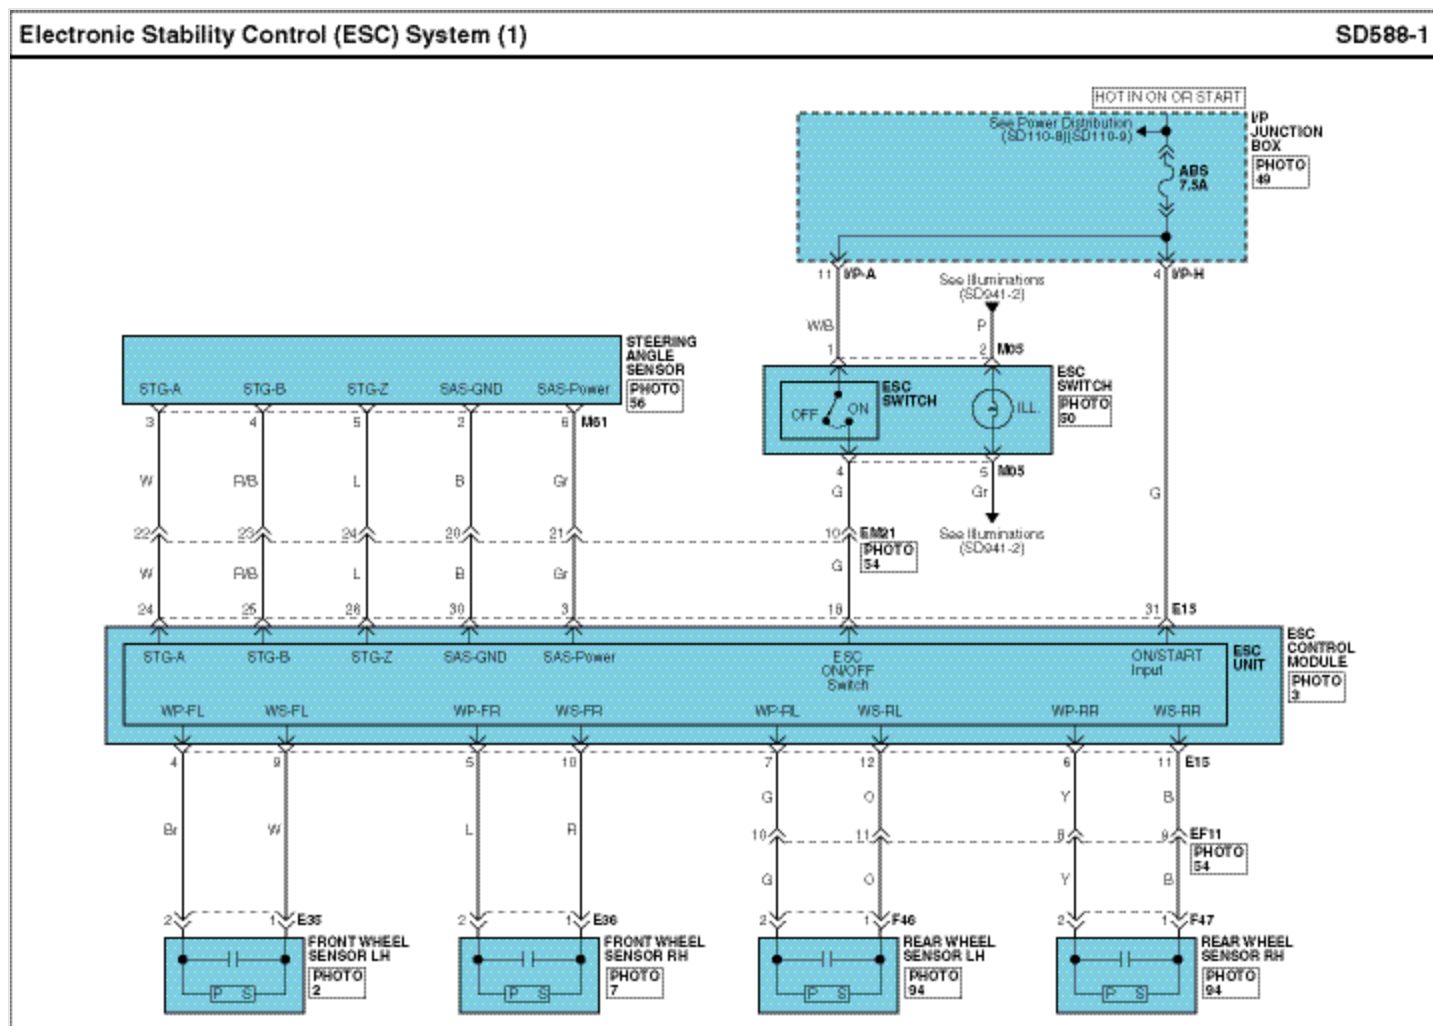 Electronic Stability Control (ESC) System (1)
SD588-1
HOT IN ON OR START
See Power Distribution
(SD110-8)(SD110-9)
ABS
7.5A
I/P
JUNCTION
BOX
PHOTO
49
11 I/P-A
4 I/P-H
See Illuminations
(SD941-2)
W/B
P
1
2 M05
ESC
SWITCH
OFF
ON
ILL.
ESC
SWITCH
PHOTO
50
4
5 M05
G
Gr
G
See Illuminations
(SD941-2)
STG-A STG-B STG-Z SAS-GND SAS-Power
STEERING
ANGLE
SENSOR
PHOTO
56
3 4 5 2 6 M61
W R/B L B Gr
22 23 24 20 21 10 EM21
PHOTO
54
W R/B L B Gr G
24 25 26 30 3 18 31 E15
STG-A STG-B STG-Z SAS-GND SAS-Power
ESC
ON/OFF
Switch
ON/START
Input
ESC
UNIT
ESC
CONTROL
MODULE
PHOTO
3
WP-FL WS-FL WP-FR WS-FR WP-RL WS-RL WP-RR WS-RR
4 9 5 10 7 12 6 11 E15
Br W L R G O Y B
10 11 8 9 EF11
PHOTO
54
G O Y B
2 1 E35
2 1 E36
2 1 F46
2 1 F47
P S
FRONT WHEEL
SENSOR LH
PHOTO
2
P S
FRONT WHEEL
SENSOR RH
PHOTO
7
P S
REAR WHEEL
SENSOR LH
PHOTO
94
P S
REAR WHEEL
SENSOR RH
PHOTO
94